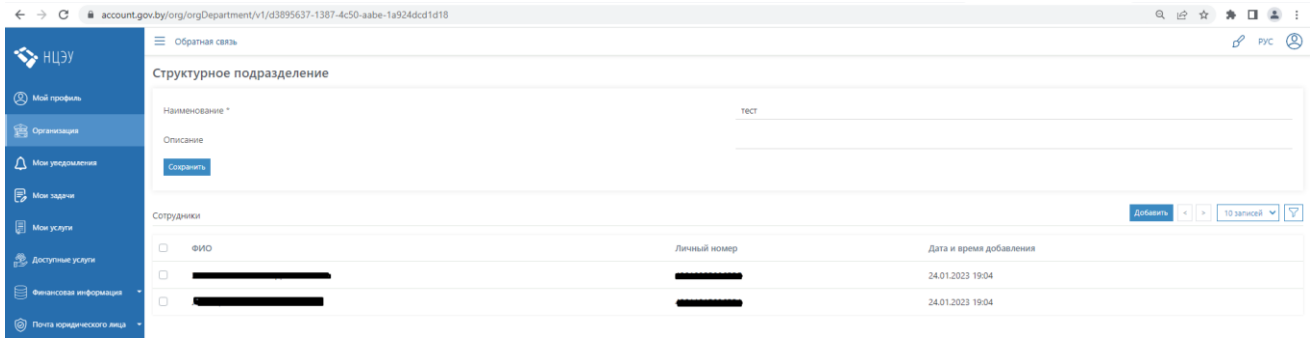 account.gov.by/org/orgDepartment/v1/d3895637-1387-4c50-aabe-1a924dcd1d18
НЦЭУ
Обратная связь
РУС
Мой профиль
Организация
Мои уведомления
Мои задачи
Мои услуги
Доступные услуги
Финансовая информация
Почта юридического лица
Структурное подразделение
Наименование * тест
Описание
Сохранить
Сотрудники Добавить < > 10 записей
ФИО Личный номер Дата и время добавления
24.01.2023 19:04
24.01.2023 19:04